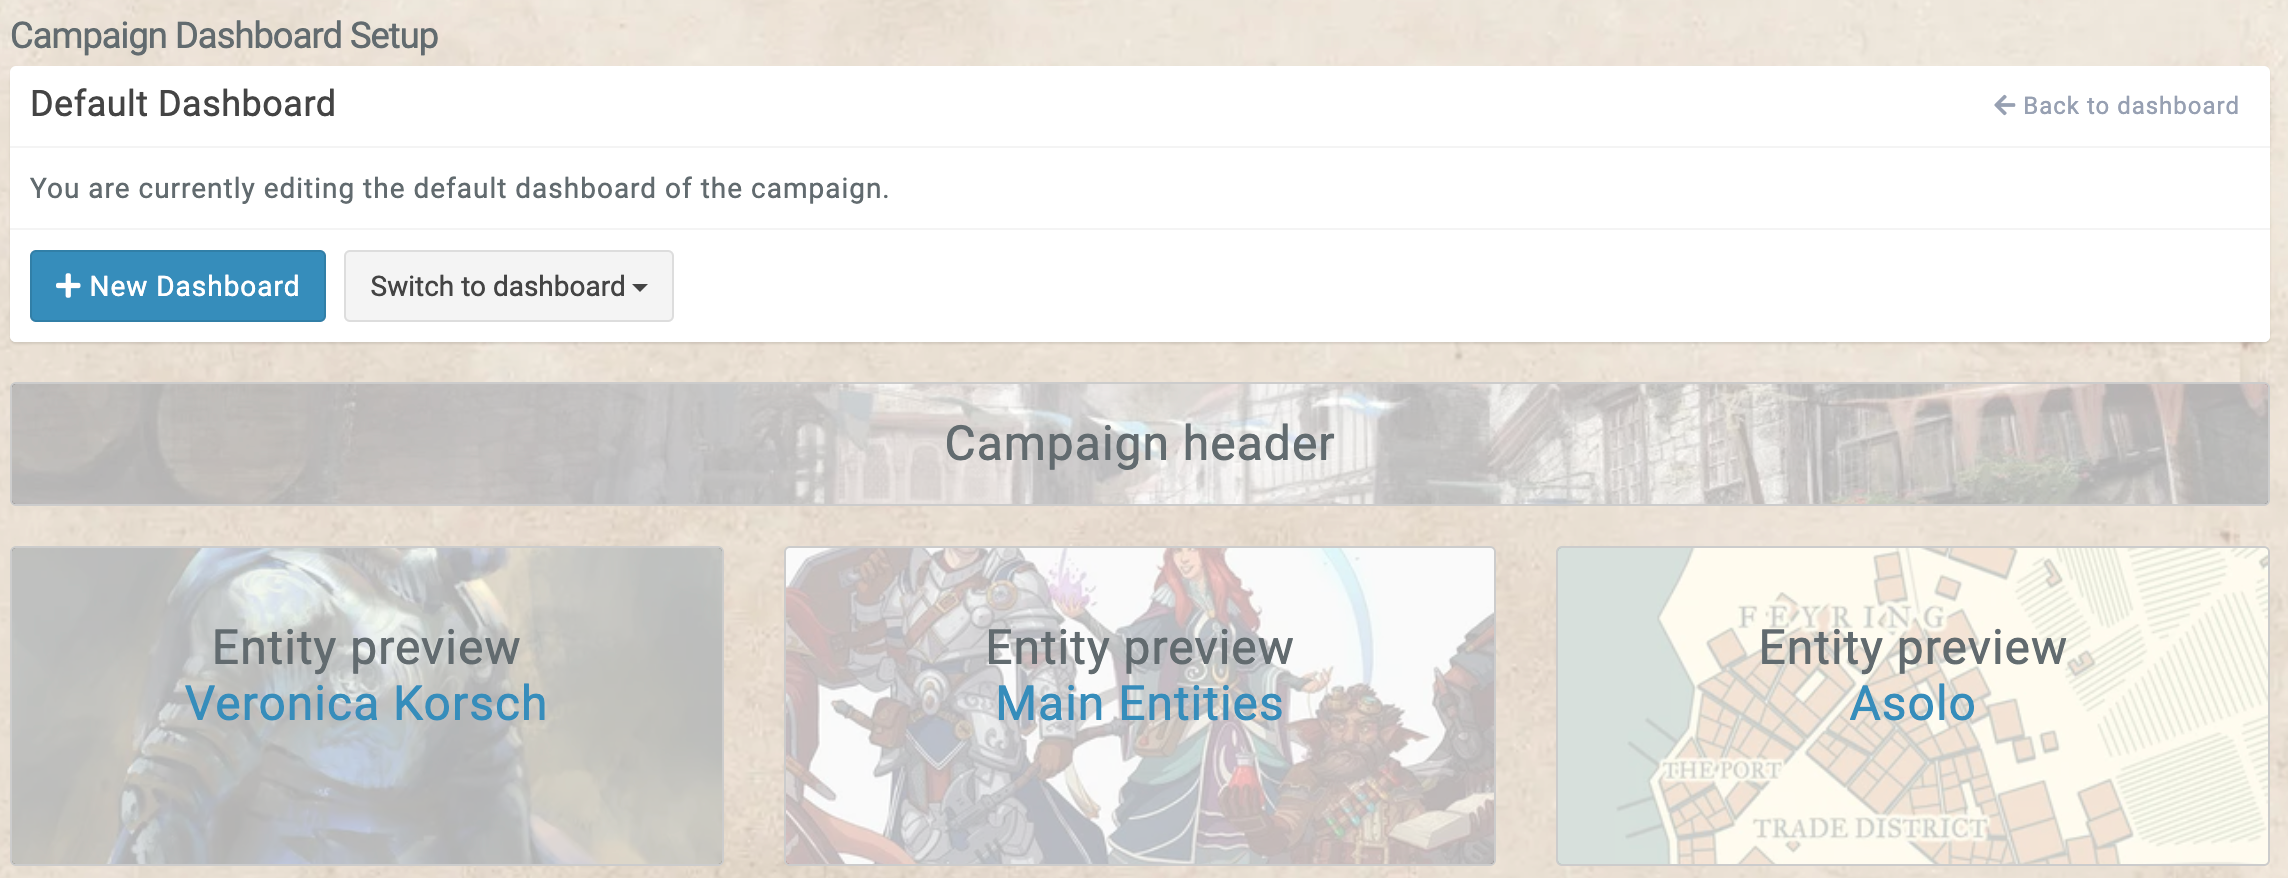 Campaign Dashboard Setup
Default Dashboard
Back to dashboard
You are currently editing the default dashboard of the campaign.
New Dashboard
Switch to dashboard
Campaign header
Entity preview
Veronica Korsch
Entity preview
Main Entities
FEYRING
Entity preview
Asolo
THE PORT
TRADE DISTRICT